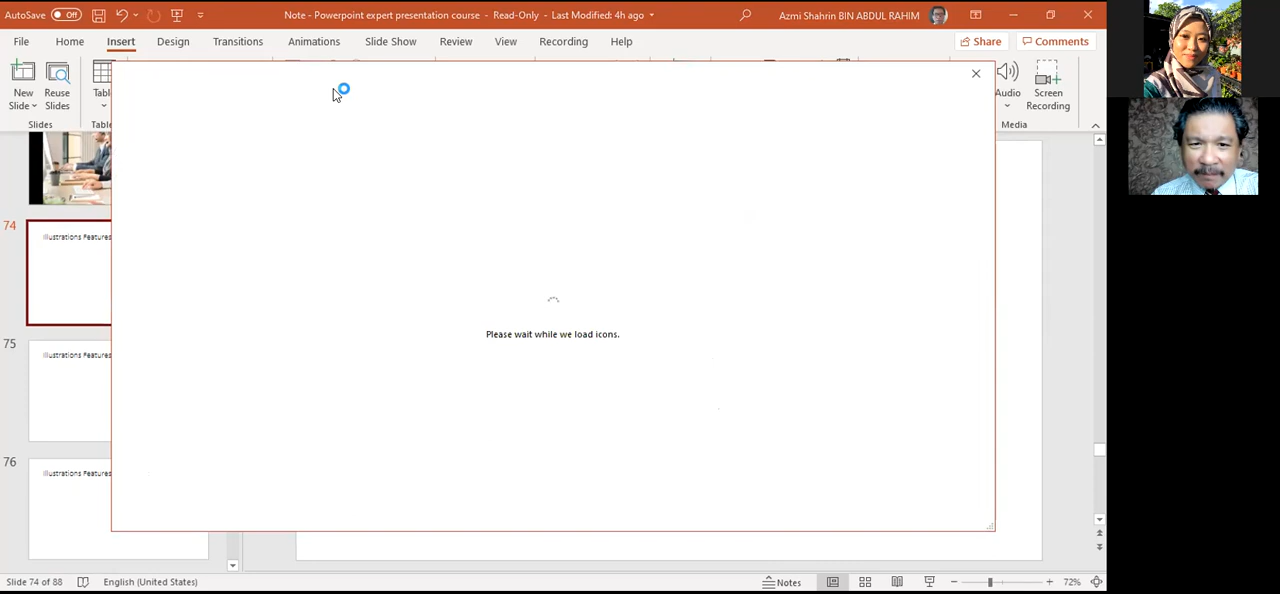 AutoSave Off Note - Powerpoint expert presentation course - Read-Only - Last Modified: 4h ago Azmi Shahrin BIN ABDUL RAHIM
File Home Insert Design Transitions Animations Slide Show Review View Recording Help Share Comments
New Slide
Reuse Slides
Audio
Screen Recording
Slides Media
Please wait while we load icons.
74
Illustrations Features
75
Illustrations Features
76
Illustrations Features
Slide 74 of 88 English (United States) Notes 72%